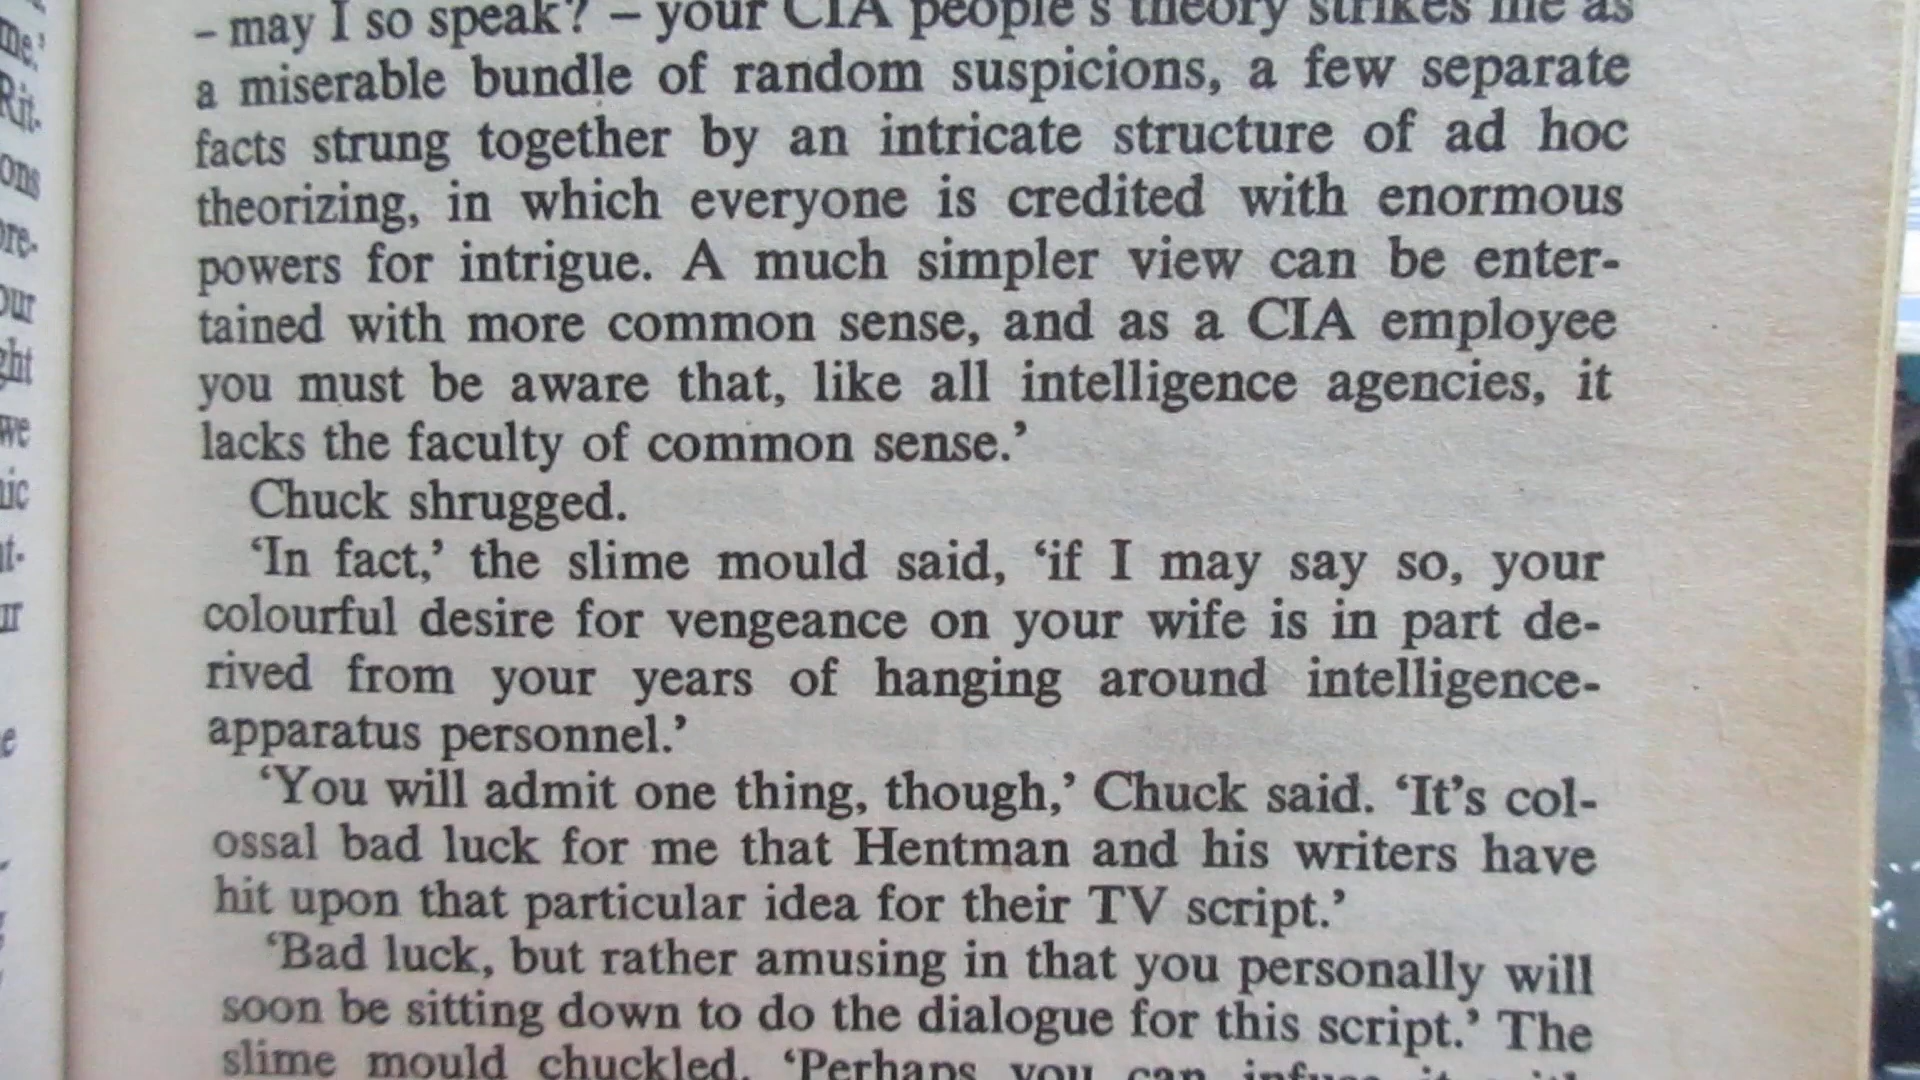 – may I so speak? – your CIA people's theory strikes me as
a miserable bundle of random suspicions, a few separate
facts strung together by an intricate structure of ad hoc
theorizing, in which everyone is credited with enormous
powers for intrigue. A much simpler view can be enter-
tained with more common sense, and as a CIA employee
you must be aware that, like all intelligence agencies, it
lacks the faculty of common sense.’
Chuck shrugged.
‘In fact,’ the slime mould said, ‘if I may say so, your
colourful desire for vengeance on your wife is in part de-
rived from your years of hanging around intelligence-
apparatus personnel.’
‘You will admit one thing, though,’ Chuck said. ‘It’s col-
ossal bad luck for me that Hentman and his writers have
hit upon that particular idea for their TV script.’
‘Bad luck, but rather amusing in that you personally will
soon be sitting down to do the dialogue for this script.’ The
slime mould chuckled. ‘Perhaps you can infuse it with